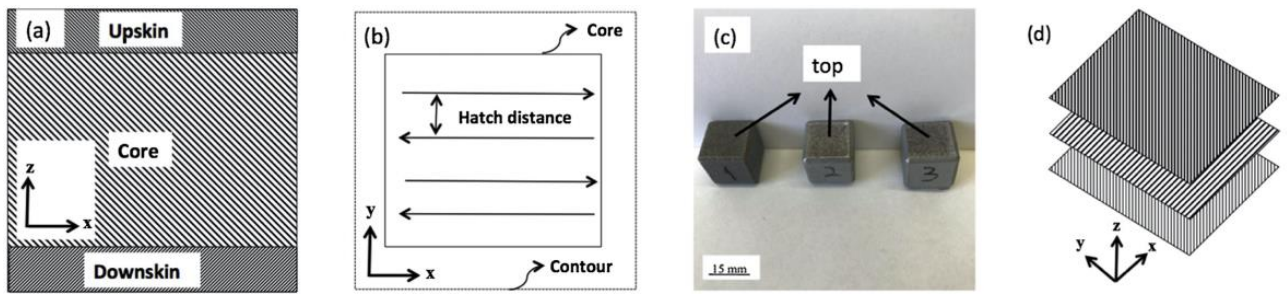 (a)
Upskin
Core
z
x
Downskin
(b)
Core
Hatch distance
y
x
Contour
(c)
top
1
2
3
15 mm
(d)
z
y
x